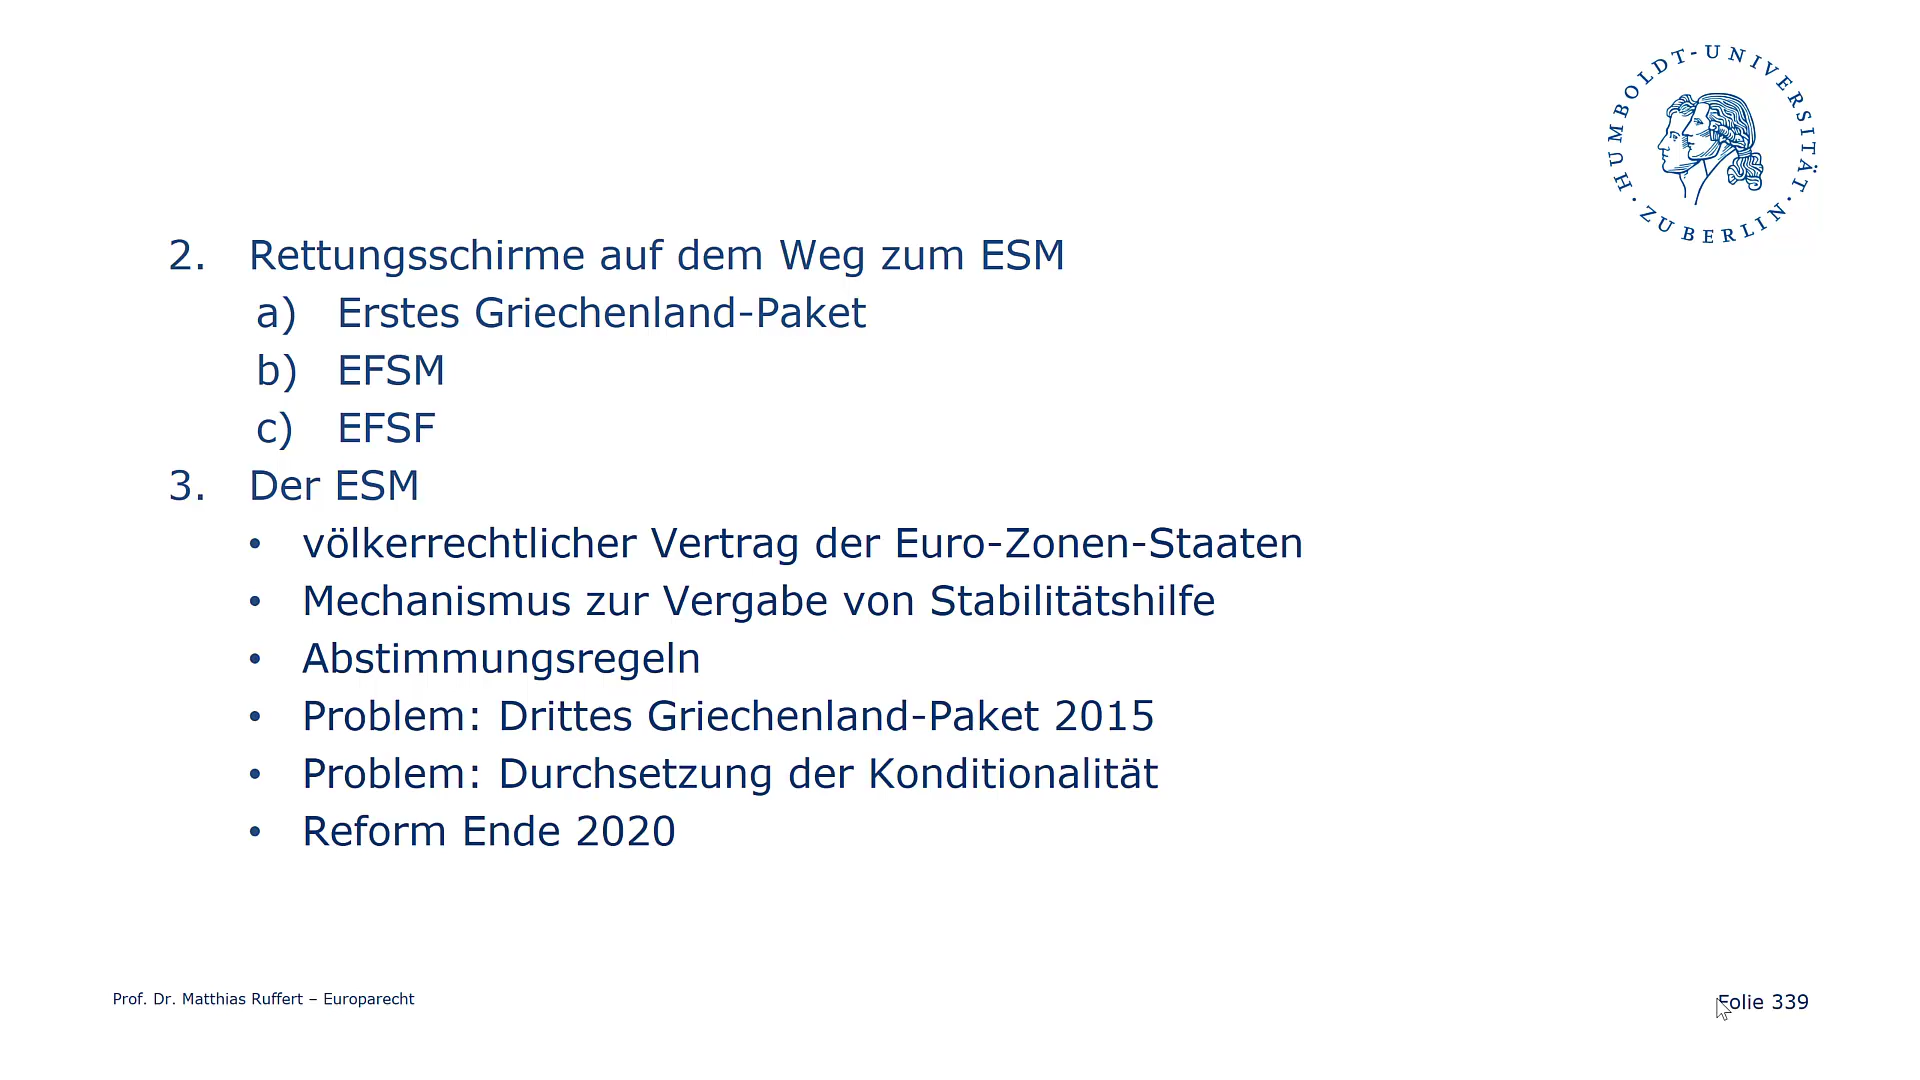 HUMBOLDT-UNIVERSITÄT · ZU BERLIN ·
2. Rettungsschirme auf dem Weg zum ESM
a) Erstes Griechenland-Paket
b) EFSM
c) EFSF
3. Der ESM
• völkerrechtlicher Vertrag der Euro-Zonen-Staaten
• Mechanismus zur Vergabe von Stabilitätshilfe
• Abstimmungsregeln
• Problem: Drittes Griechenland-Paket 2015
• Problem: Durchsetzung der Konditionalität
• Reform Ende 2020
Prof. Dr. Matthias Ruffert – Europarecht
Folie 339